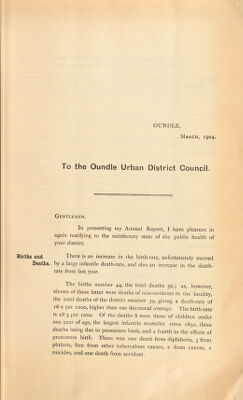 OUNDLE,
MARCH, 1904.
To the Oundle Urban District Council.
GENTLEMEN,
In presenting my Annual Report, I have pleasure in
again testifying to the satisfactory state of the public health of
your district.
Births and
Deaths.
There is an increase in the birth-rate, unfortunately moved
by a large infantile death-rate, and also an increase in the death-
rate from last year.
The births number 44, the total deaths 50; as, however,
eleven of these latter were deaths of non-residents in the locality,
the total deaths of the district number 39, giving a death-rate of
16.2 per 1000, higher than our decennial average. The birth-rate
is 18.3 per 1000. Of the deaths 8 were those of children under
one year of age, the largest infantile mortality since 1892, three
deaths being due to premature birth, and a fourth to the effects of
premature birth. There was one death from diphtheria, 3 from
phthisis, five from other tuberculous causes, 2 from cancer, 2
suicides, and one death from accident.